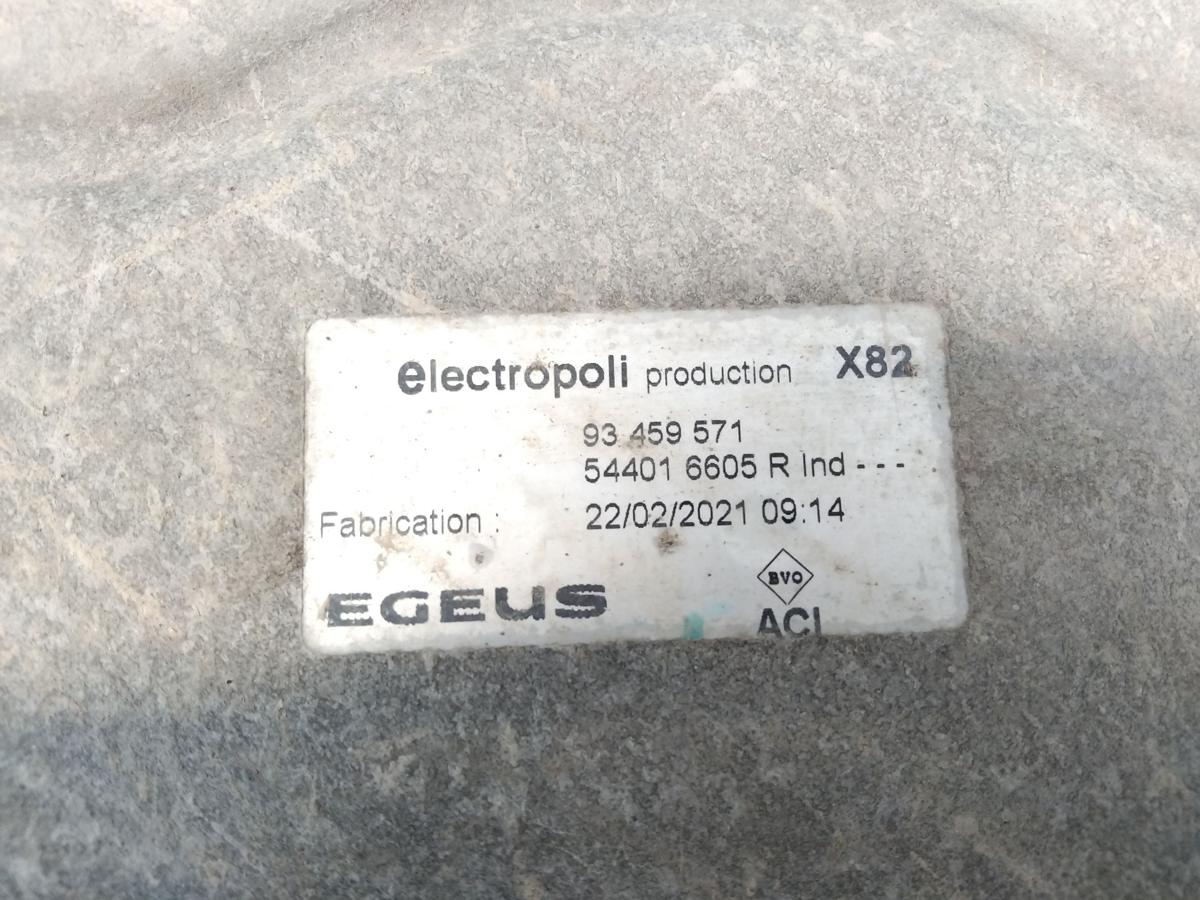 electropoli production X82
93 459 571
54401 6605 R Ind - - -
Fabrication : 22/02/2021 09:14
BVO
EGEUS ACI